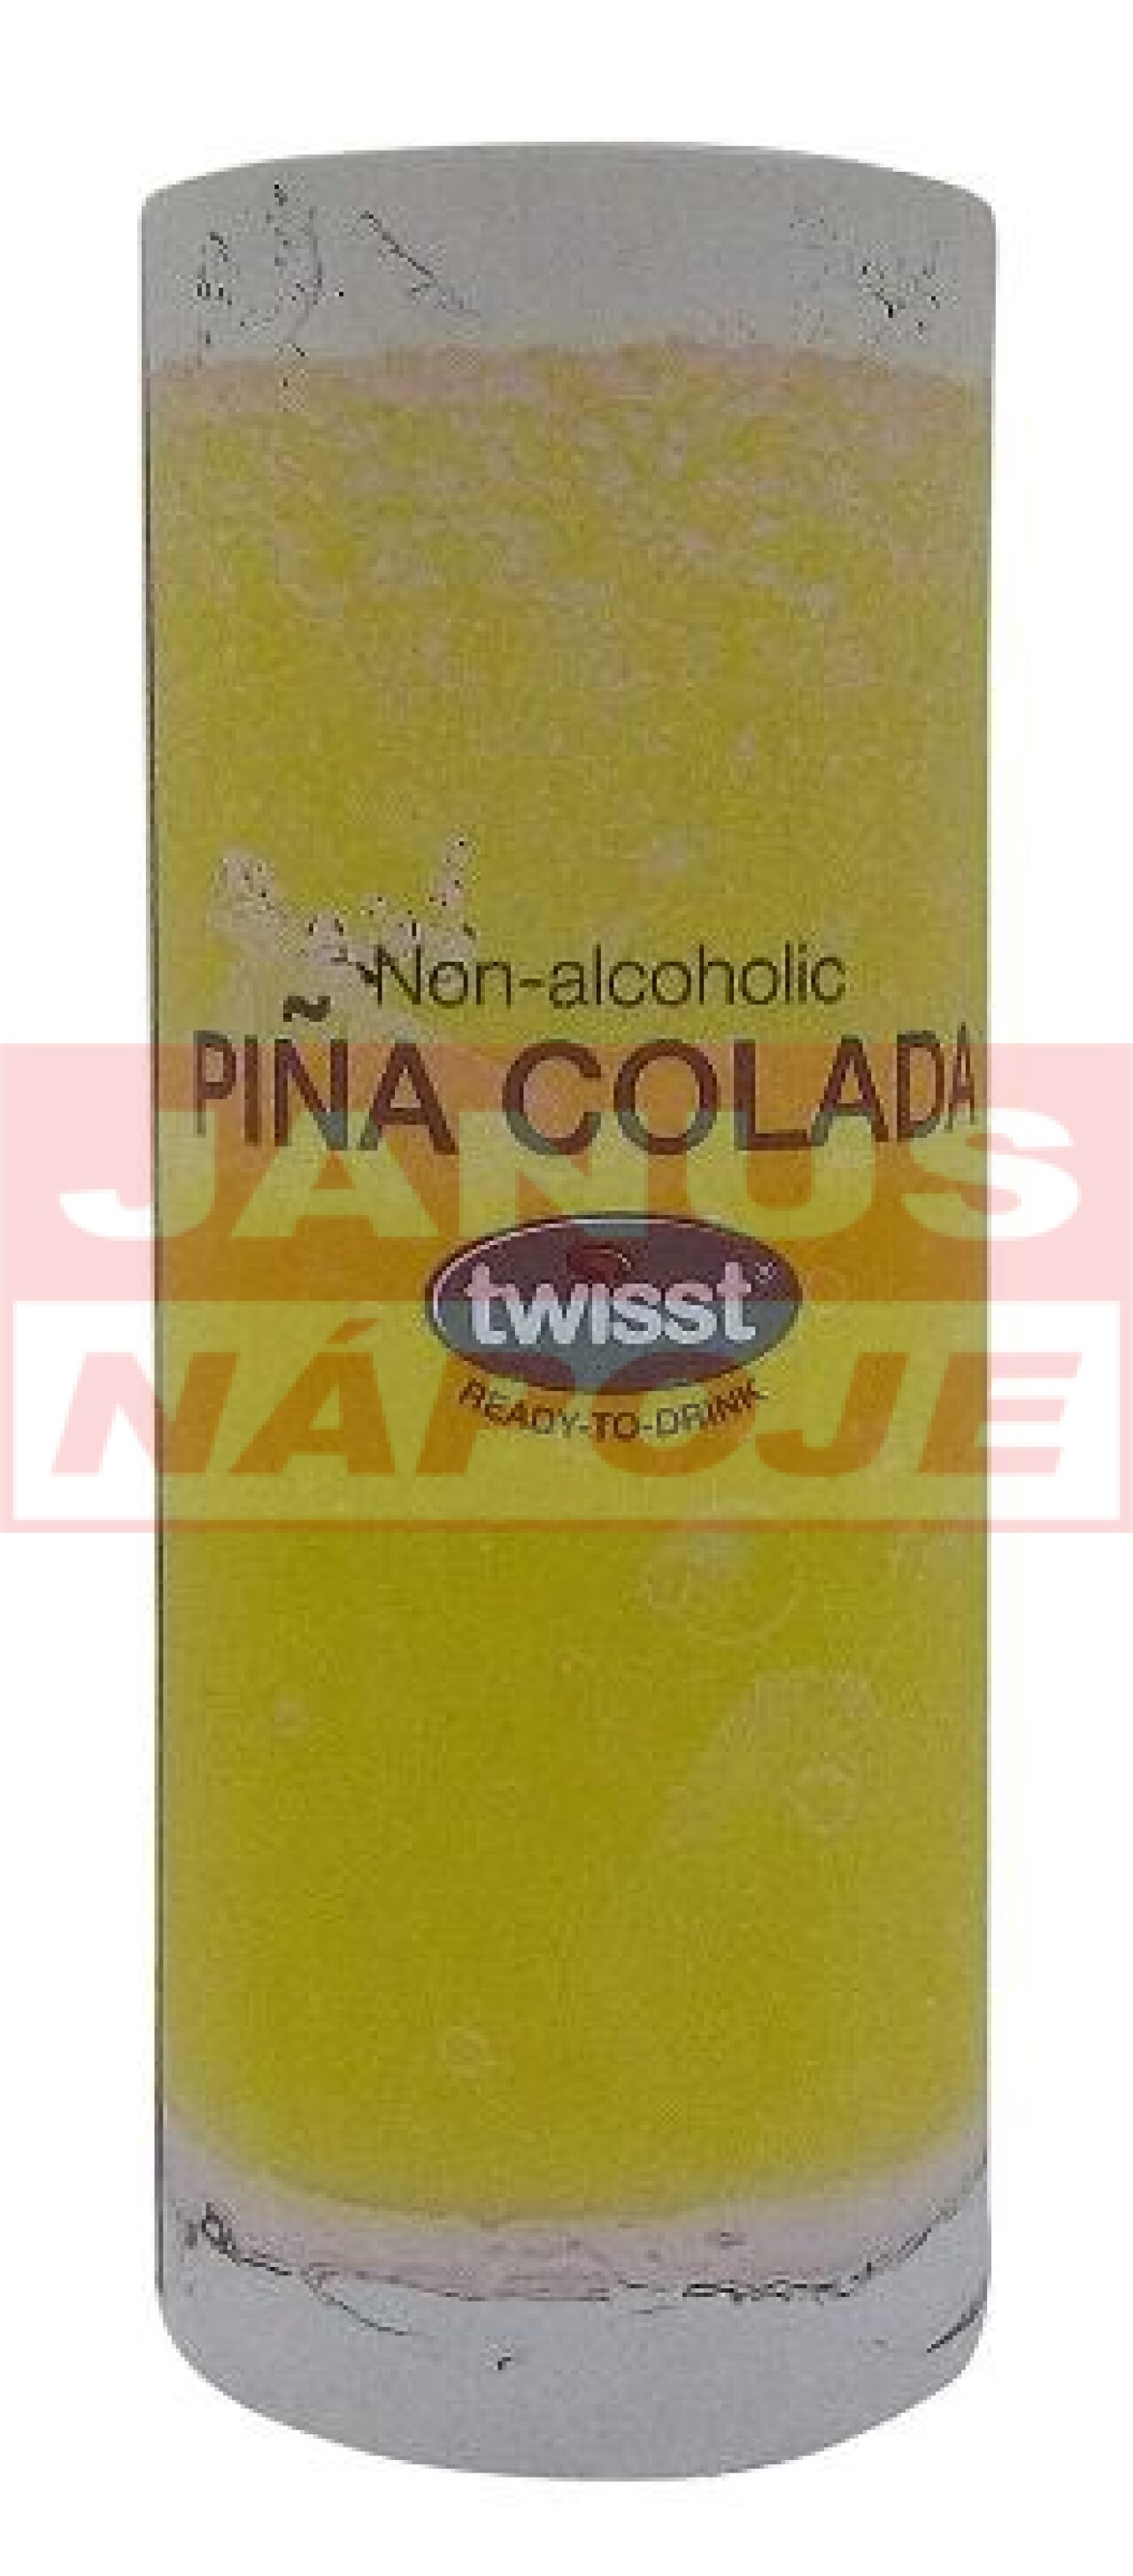 Non-alcoholic
PIÑA COLADA
JANUS
twisst®
NÁPOJE
READY-TO-DRINK